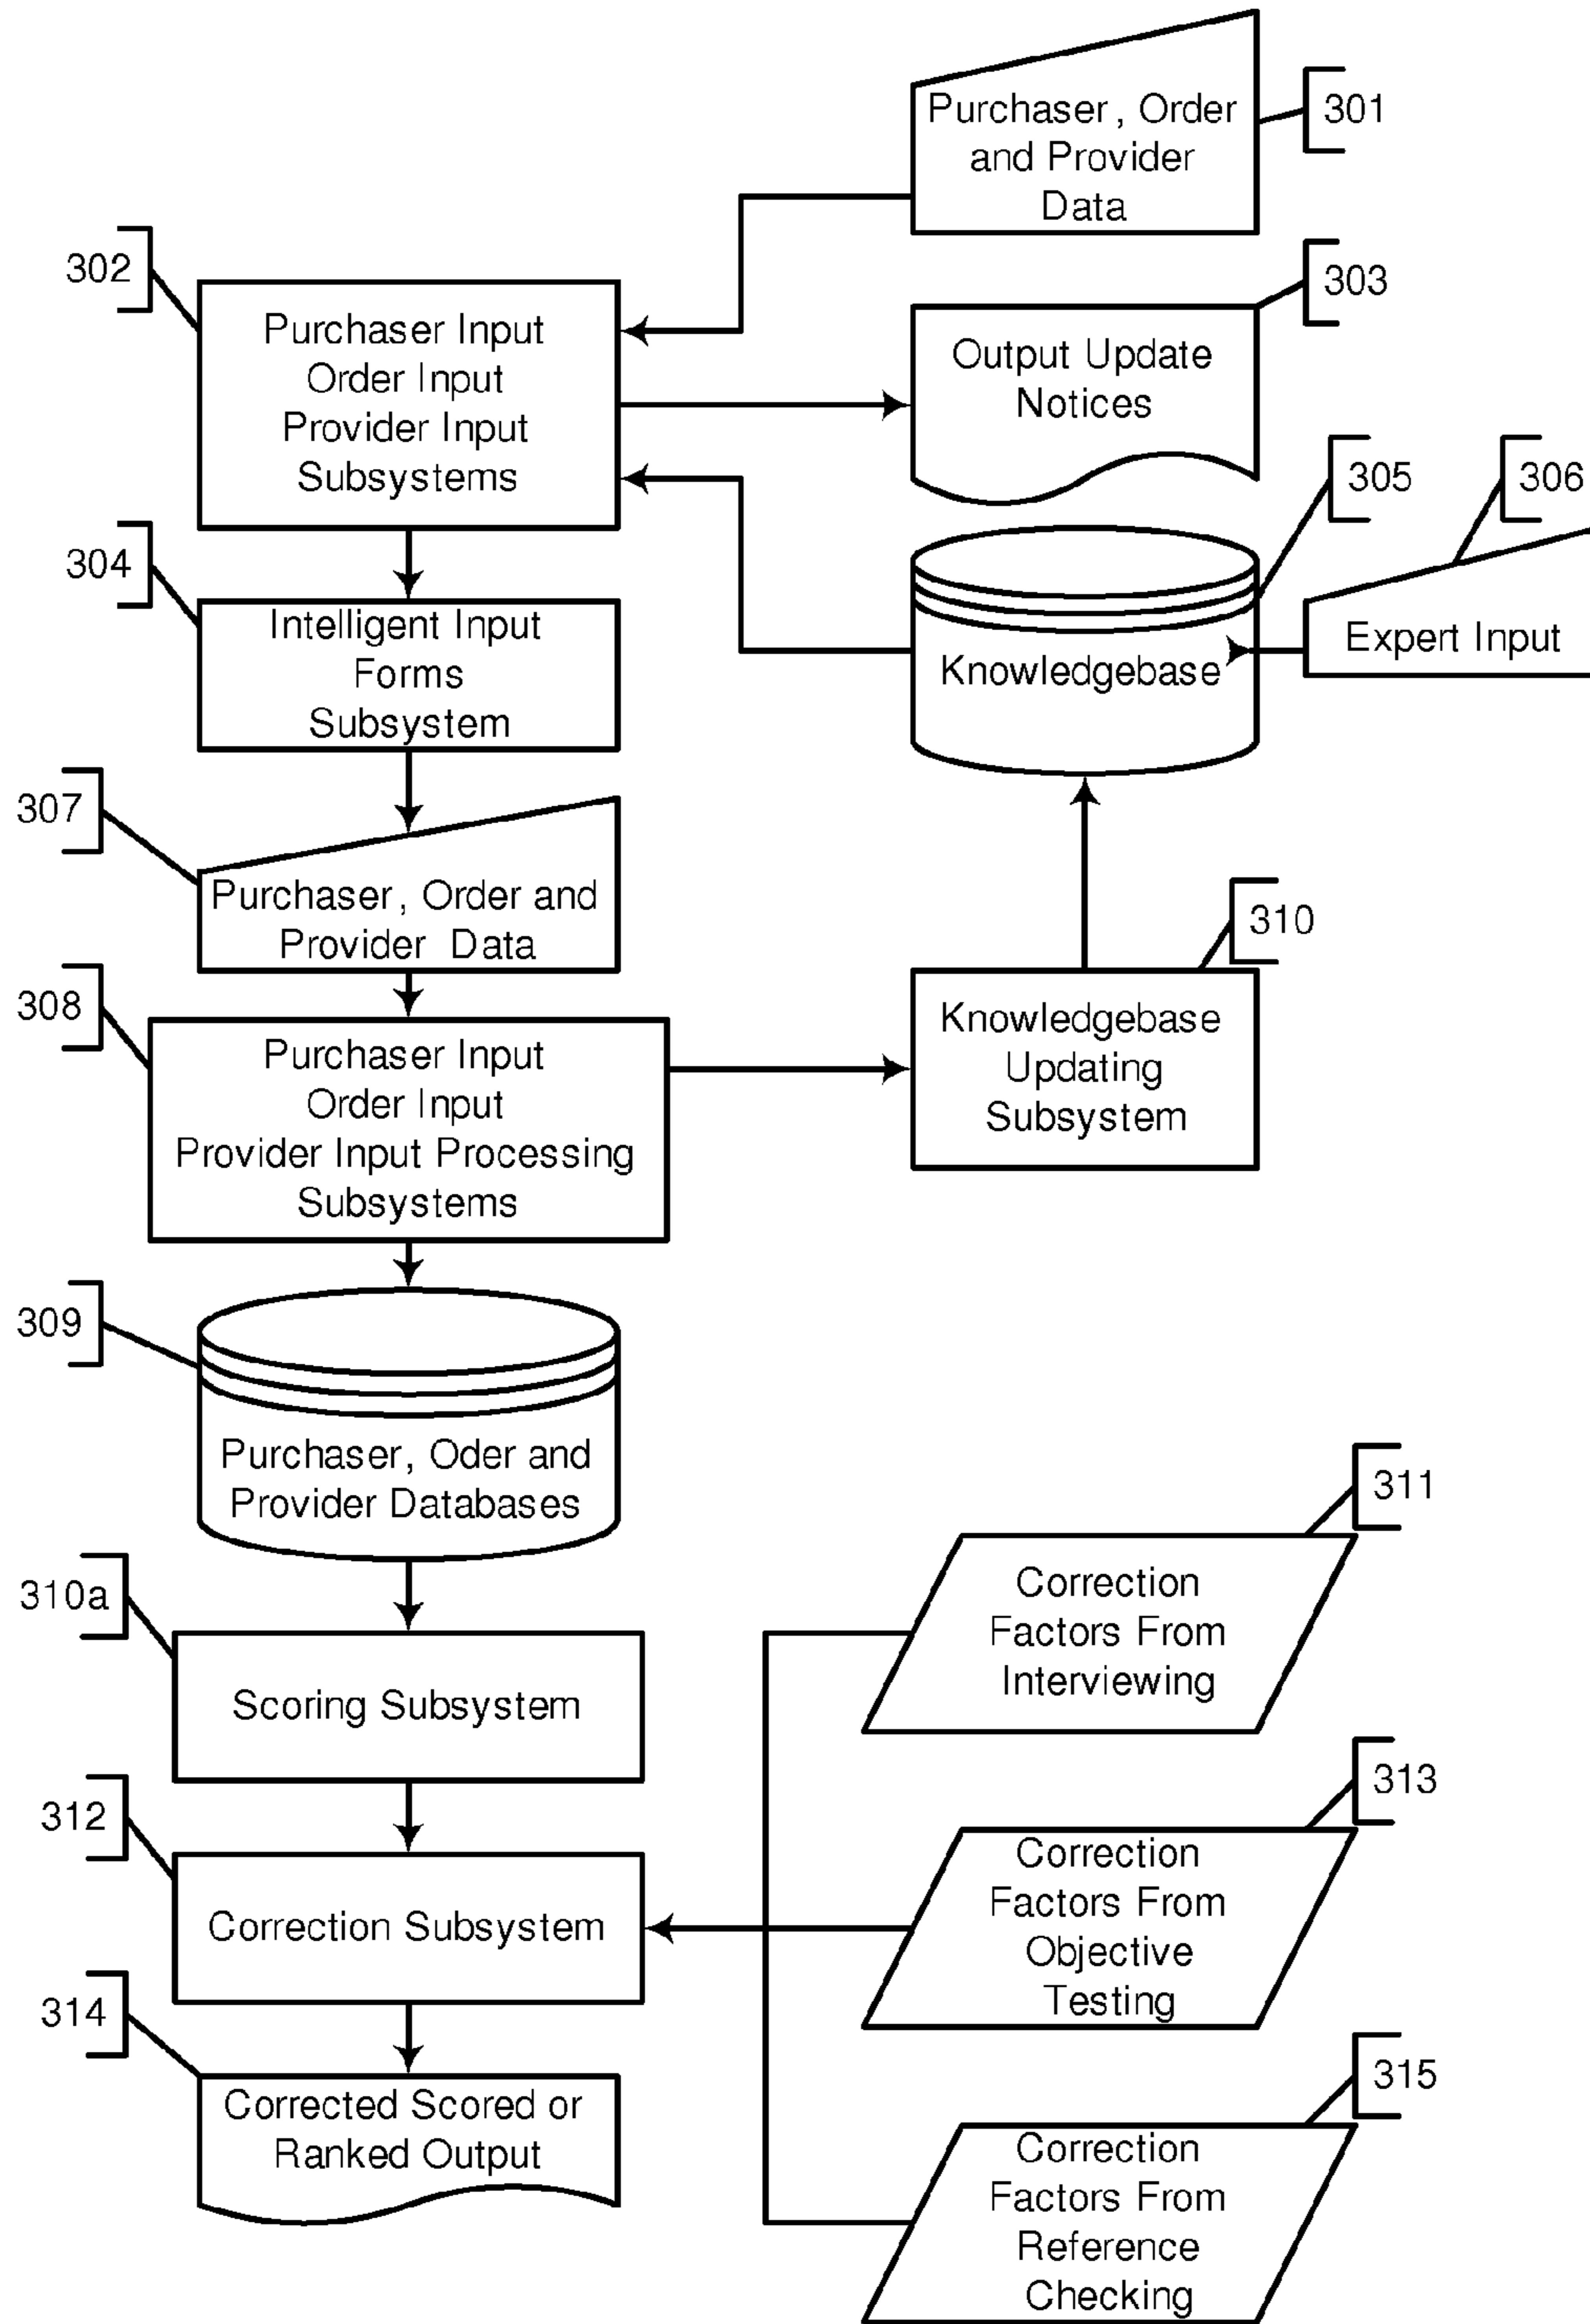 301
Purchaser, Order
and Provider
Data
302
Purchaser Input
Order Input
Provider Input
Subsystems
303
Output Update
Notices
304
Intelligent Input
Forms
Subsystem
305
Knowledgebase
306
Expert Input
307
Purchaser, Order and
Provider Data
308
Purchaser Input
Order Input
Provider Input Processing
Subsystems
310
Knowledgebase
Updating
Subsystem
309
Purchaser, Oder and
Provider Databases
310a
Scoring Subsystem
311
Correction
Factors From
Interviewing
312
Correction Subsystem
313
Correction
Factors From
Objective
Testing
314
Corrected Scored or
Ranked Output
315
Correction
Factors From
Reference
Checking